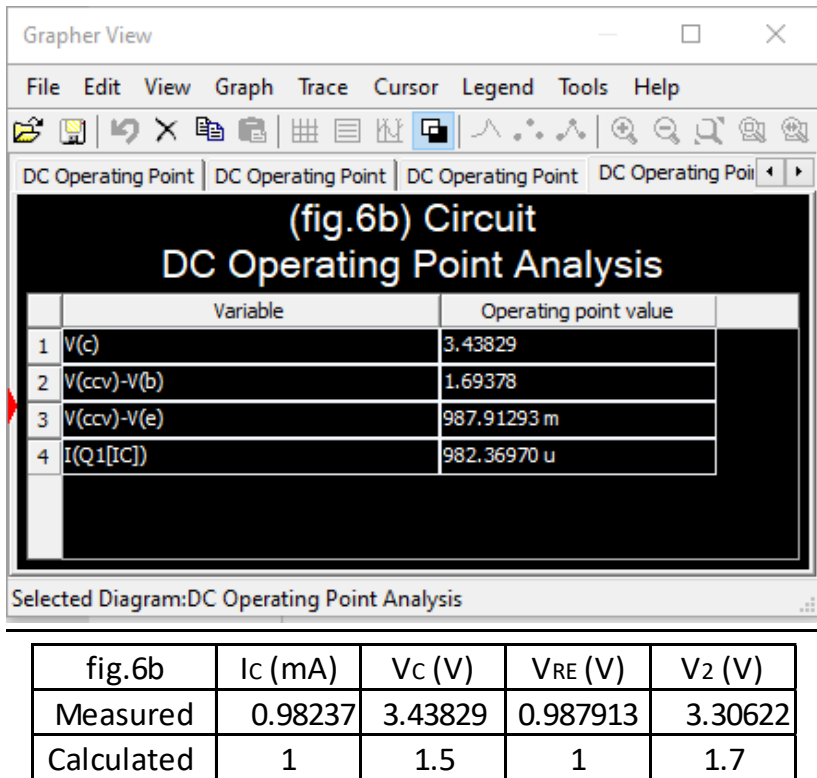 Grapher View
File Edit View Graph Trace Cursor Legend Tools Help
DC Operating Point DC Operating Point DC Operating Point DC Operating Poi
(fig.6b) Circuit
DC Operating Point Analysis
Variable Operating point value
1 V(c) 3.43829
2 V(ccv)-V(b) 1.69378
3 V(ccv)-V(e) 987.91293 m
4 I(Q1[IC]) 982.36970 u
Selected Diagram:DC Operating Point Analysis
fig.6b IC (mA) VC (V) VRE (V) V2 (V)
Measured 0.98237 3.43829 0.987913 3.30622
Calculated 1 1.5 1 1.7